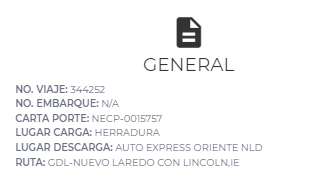 GENERAL
NO. VIAJE: 344252
NO. EMBARQUE: N/A
CARTA PORTE: NECP-0015757
LUGAR CARGA: HERRADURA
LUGAR DESCARGA: AUTO EXPRESS ORIENTE NLD
RUTA: GDL-NUEVO LAREDO CON LINCOLN,IE